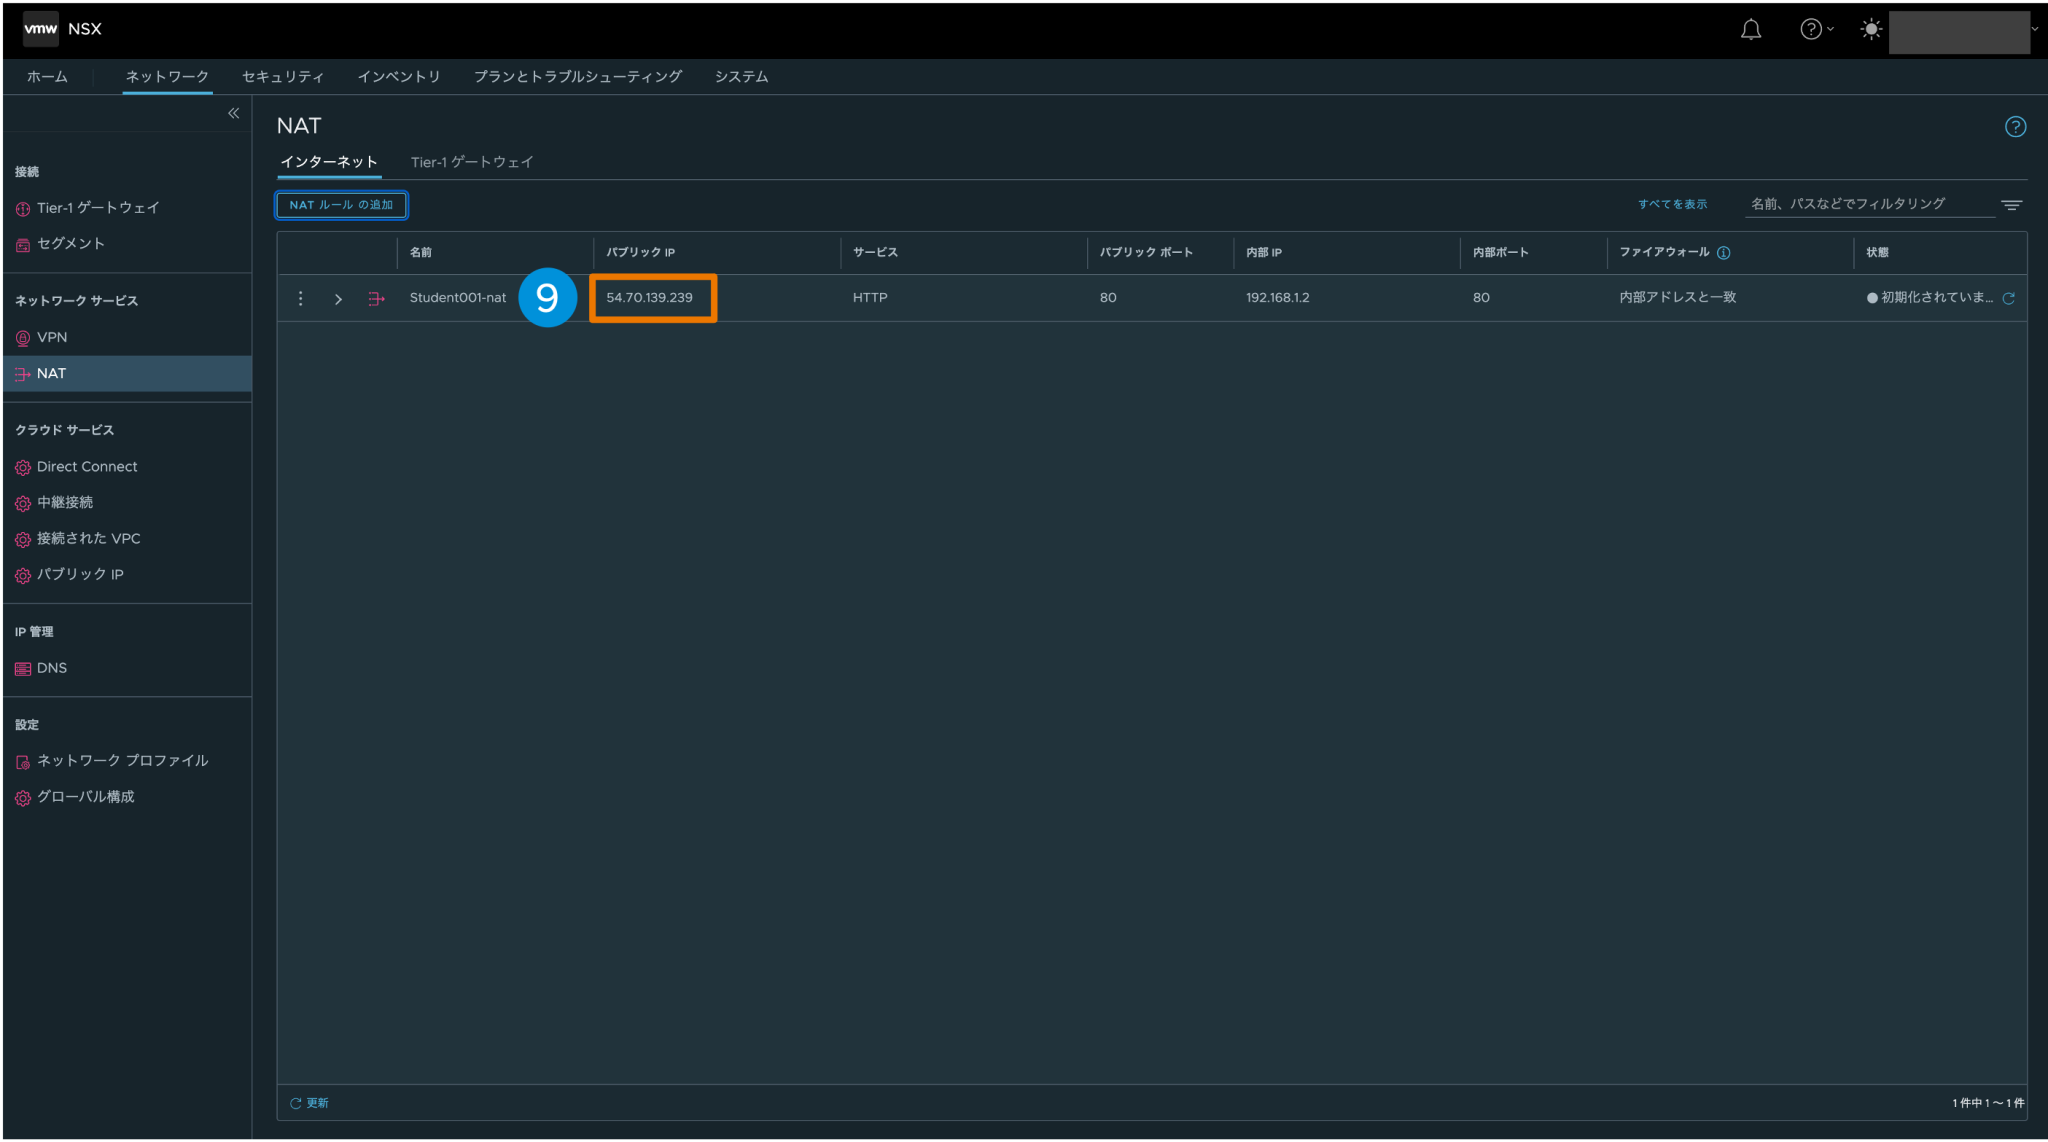 vmw NSX
ホーム ネットワーク セキュリティ インベントリ プランとトラブルシューティング システム
接続
Tier-1 ゲートウェイ
セグメント
ネットワーク サービス
VPN
NAT
クラウド サービス
Direct Connect
中継接続
接続された VPC
パブリック IP
IP 管理
DNS
設定
ネットワーク プロファイル
グローバル構成
NAT
インターネット Tier-1 ゲートウェイ
NAT ルール の追加 すべてを表示 名前、パスなどでフィルタリング
名前 パブリック IP サービス パブリック ポート 内部 IP 内部ポート ファイアウォール 状態
Student001-nat 9 54.70.139.239 HTTP 80 192.168.1.2 80 内部アドレスと一致 初期化されていま...
更新 1 件中 1 ～ 1 件